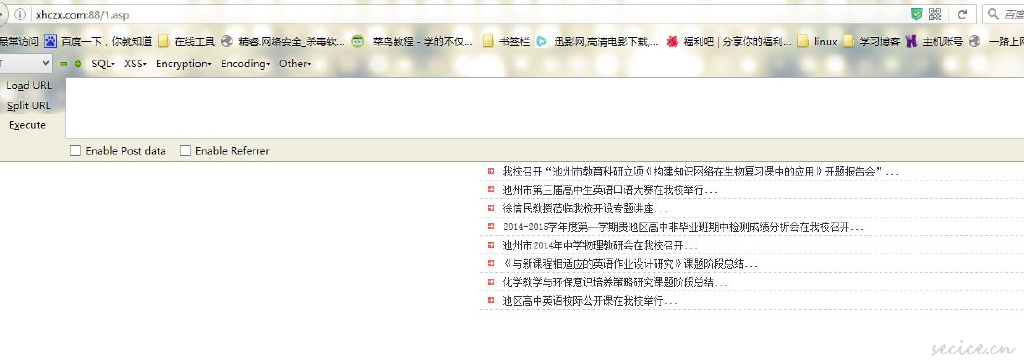 xhczx.com:88/1.asp
最常访问 百度一下，你就知道 在线工具 精睿.网络安全_杀毒软... 菜鸟教程 - 学的不仅... 书签栏 迅影网,高清电影下载,... 福利吧 | 分享你的福利... linux 学习博客 主机账号 一路上网
SQL XSS Encryption Encoding Other
Load URL
Split URL
Execute
Enable Post data Enable Referrer
我校召开“池州市教育科研立项《构建知识网络在生物复习课中的应用》开题报告会”...
池州市第三届高中生英语口语大赛在我校举行...
徐信民教授莅临我校开设专题讲座...
2014-2015学年度第一学期贵池区高中非毕业班期中检测成绩分析会在我校召开...
池州市2014年中学物理教研会在我校召开...
《与新课程相适应的英语作业设计研究》课题阶段总结...
化学教学与环保意识培养策略研究课题阶段总结...
池区高中英语校际公开课在我校举行...
secice.cn